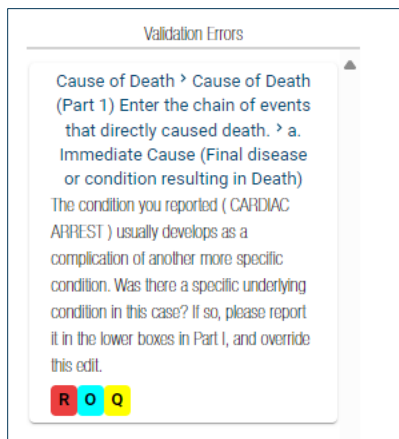 Validation Errors
Cause of Death > Cause of Death
(Part 1) Enter the chain of events
that directly caused death. > a.
Immediate Cause (Final disease
or condition resulting in Death)
The condition you reported ( CARDIAC
ARREST ) usually develops as a
complication of another more specific
condition. Was there a specific underlying
condition in this case? If so, please report
it in the lower boxes in Part I, and override
this edit.
R O Q